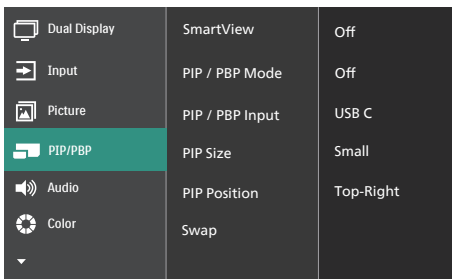 Dual Display
Input
Picture
PIP/PBP
Audio
Color
SmartView
PIP / PBP Mode
PIP / PBP Input
PIP Size
PIP Position
Swap
Off
Off
USB C
Small
Top-Right